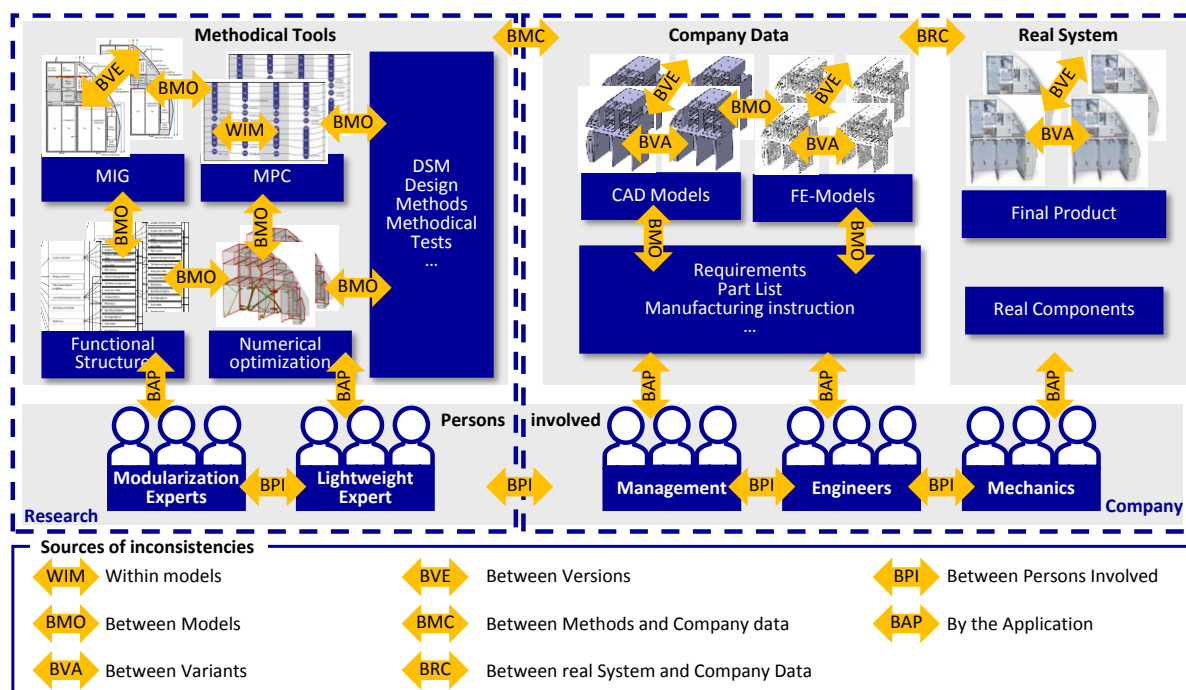 Methodical Tools
BMC
Company Data
BRC
Real System
BVE
BMO
WIM
BMO
MIG
MPC
DSM
Design
Methods
Methodical
Tests
...
BMO
BMO
BMO
BMO
Functional
Structure
Numerical
optimization
BVE
BMO
BVE
BVA
BVA
CAD Models
FE-Models
BMO
BMO
Requirements
Part List
Manufacturing instruction
...
BVE
BVA
Final Product
Real Components
BAP
BAP
BAP
BAP
BAP
Persons involved
Modularization
Experts
BPI
Lightweight
Expert
BPI
Management
BPI
Engineers
BPI
Mechanics
Research
Company
Sources of inconsistencies
WIM Within models
BVE Between Versions
BPI Between Persons Involved
BMO Between Models
BMC Between Methods and Company data
BAP By the Application
BVA Between Variants
BRC Between real System and Company Data